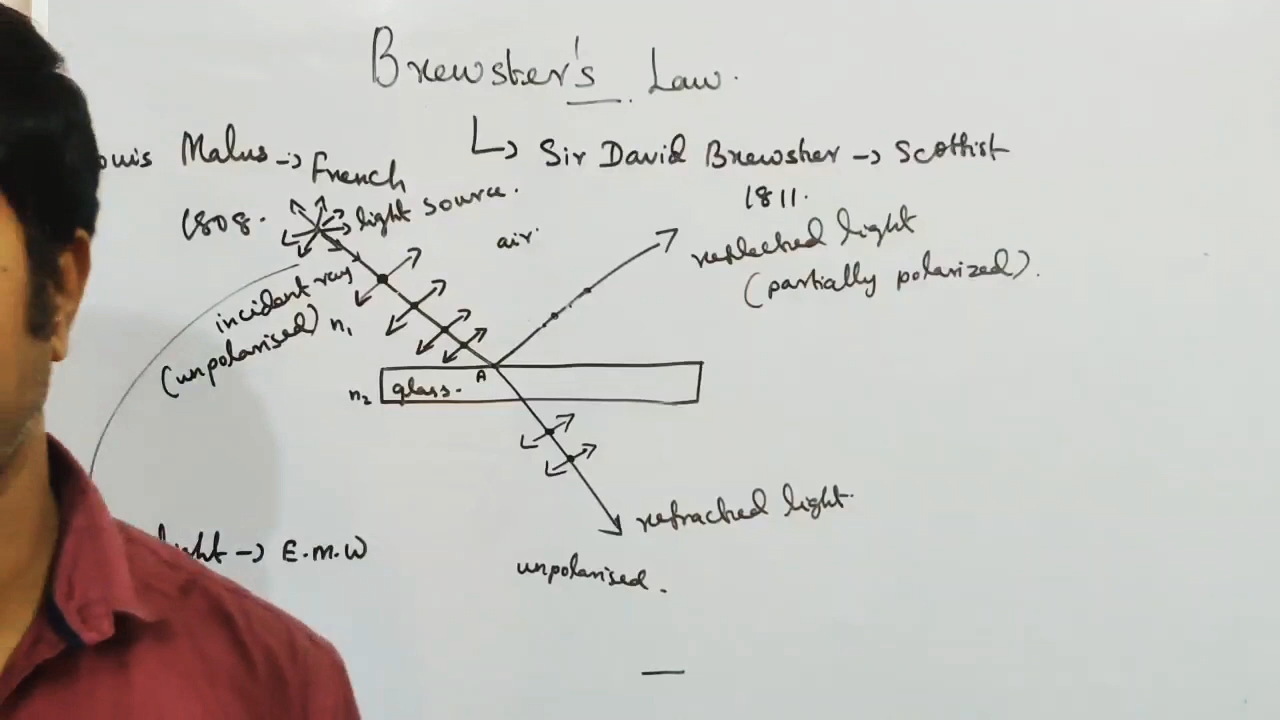 Brewster's Law.
ouis Malus → French
1808.
↳ Sir David Brewster → Scottist
1811.
light source.
air
reflected light
(partially polarized).
incident ray
(unpolarised) n₁
n₂ glass. A
refracted light.
unpolarised.
light → E.M.W